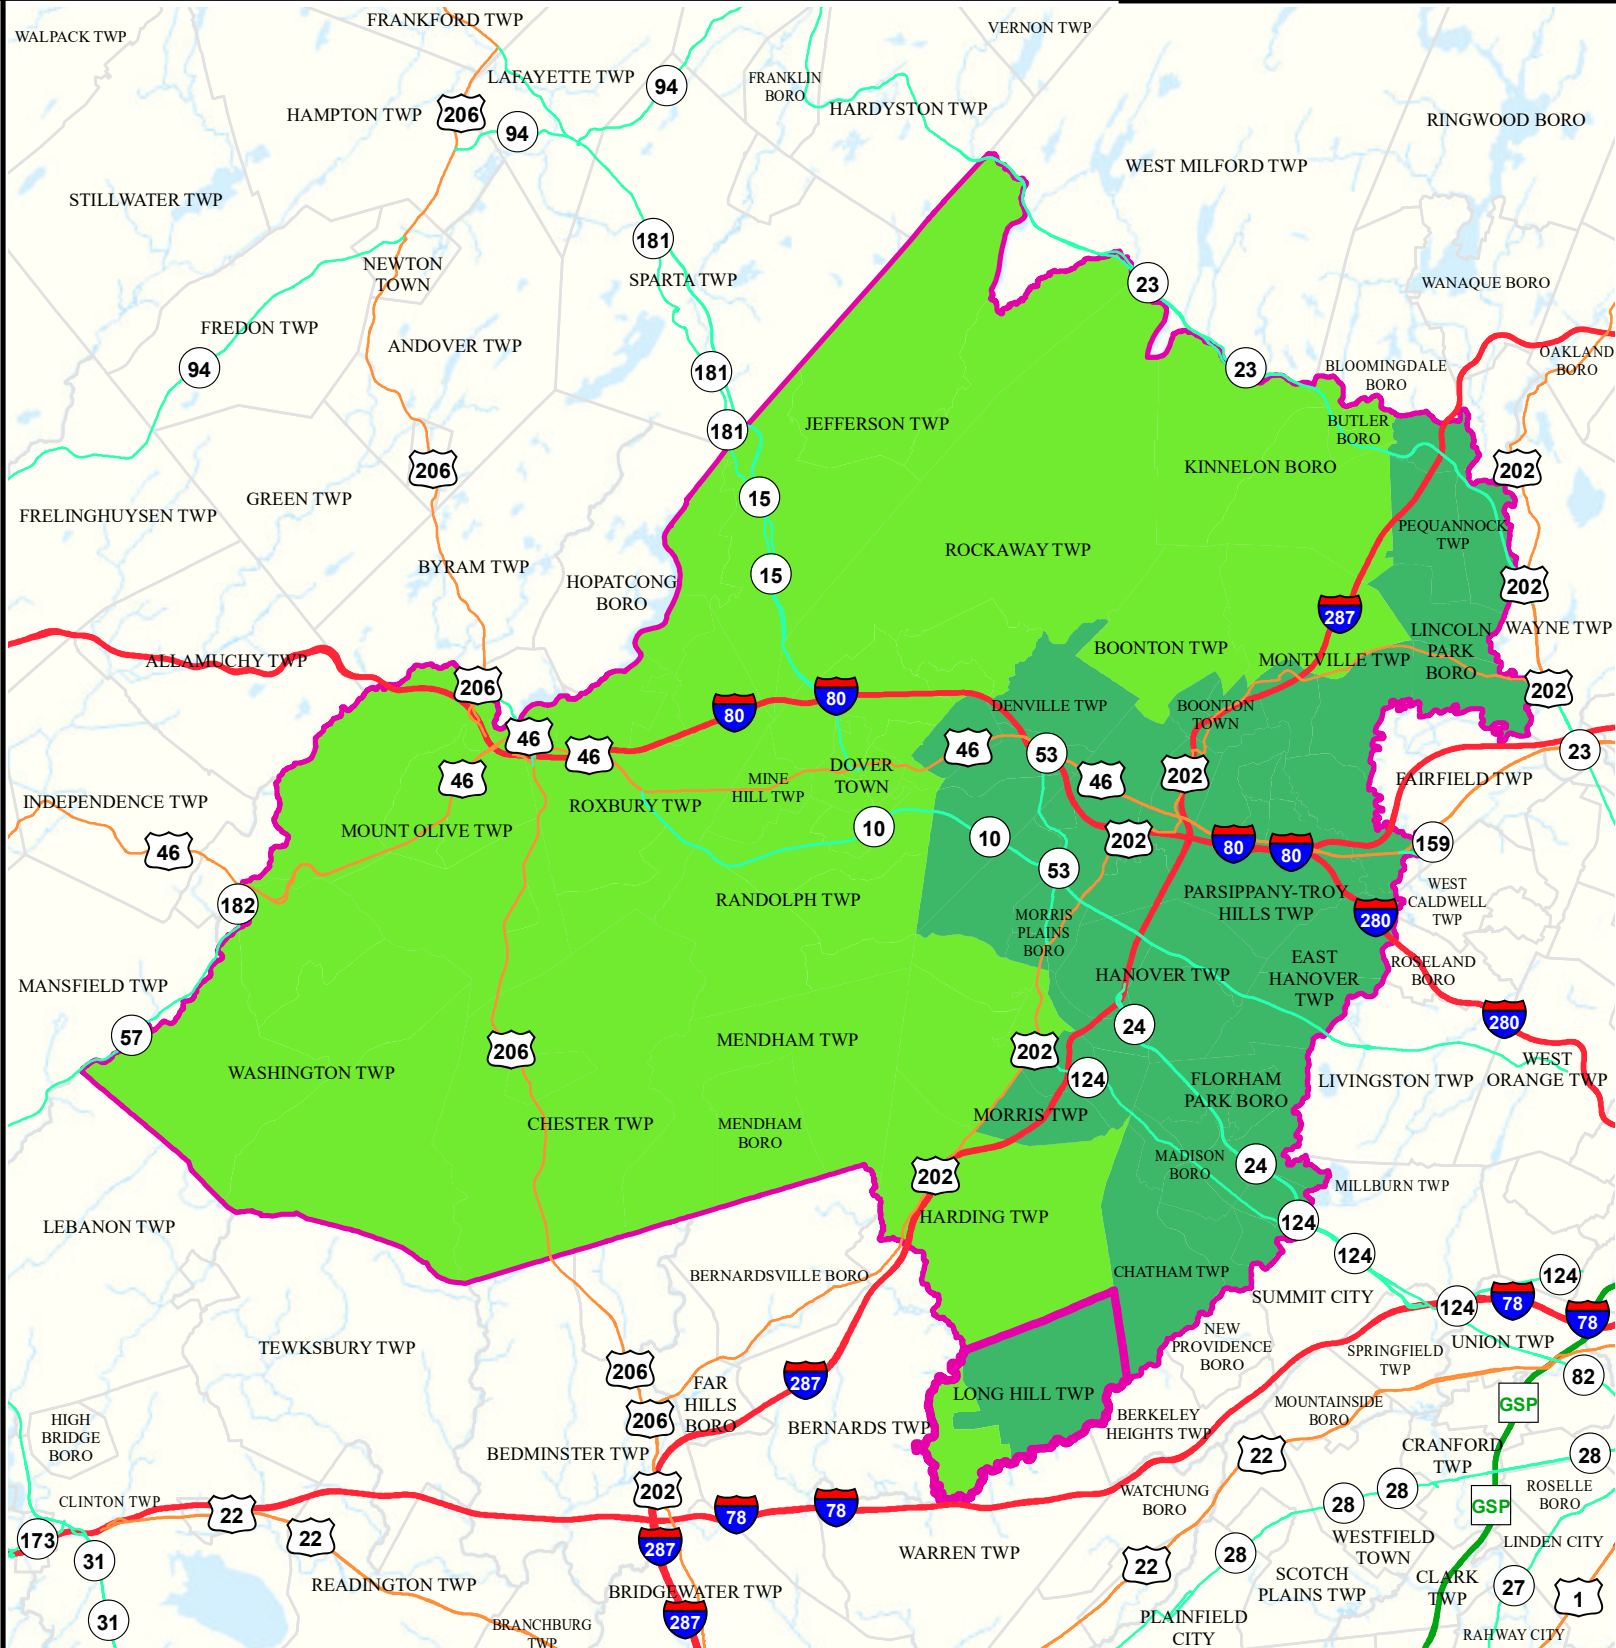 FRANKFORD TWP
WALPACK TWP
VERNON TWP
LAFAYETTE TWP
94
FRANKLIN
BORO
HARDYSTON TWP
HAMPTON TWP
206
94
RINGWOOD BORO
WEST MILFORD TWP
STILLWATER TWP
181
NEWTON
TOWN
SPARTA TWP
23
WANAQUE BORO
FREDON TWP
94
ANDOVER TWP
181
23
BLOOMINGDALE
BORO
OAKLAND
BORO
181
JEFFERSON TWP
BUTLER
BORO
206
KINNELON BORO
202
GREEN TWP
15
FRELINGHUYSEN TWP
PEQUANNOCK
TWP
ROCKAWAY TWP
BYRAM TWP
15
HOPATCONG
BORO
202
287
LINCOLN
PARK
BORO
WAYNE TWP
BOONTON TWP
MONTVILLE TWP
ALLAMUCHY TWP
206
80
80
202
DENVILLE TWP
BOONTON
TOWN
46
46
46
53
23
46
46
202
MINE
HILL TWP
DOVER
TOWN
FAIRFIELD TWP
INDEPENDENCE TWP
ROXBURY TWP
MOUNT OLIVE TWP
10
10
202
80
80
159
46
53
PARSIPPANY-TROY
HILLS TWP
WEST
CALDWELL
TWP
182
RANDOLPH TWP
MORRIS
PLAINS
BORO
280
EAST
HANOVER
TWP
ROSELAND
BORO
MANSFIELD TWP
HANOVER TWP
57
24
280
206
MENDHAM TWP
202
WASHINGTON TWP
124
FLORHAM
PARK BORO
LIVINGSTON TWP
WEST
ORANGE TWP
CHESTER TWP
MENDHAM
BORO
MORRIS TWP
202
MADISON
BORO
24
MILLBURN TWP
LEBANON TWP
HARDING TWP
124
124
BERNARDSVILLE BORO
CHATHAM TWP
124
SUMMIT CITY
124
78
78
TEWKSBURY TWP
NEW
PROVIDENCE
BORO
UNION TWP
SPRINGFIELD
TWP
206
287
82
FAR
HILLS
BORO
LONG HILL TWP
GSP
206
BERNARDS TWP
BERKELEY
HEIGHTS TWP
MOUNTAINSIDE
BORO
HIGH
BRIDGE
BORO
BEDMINSTER TWP
22
CRANFORD
TWP
28
202
WATCHUNG
BORO
28
28
ROSELLE
BORO
CLINTON TWP
22
78
78
GSP
173
22
287
WARREN TWP
28
WESTFIELD
TOWN
LINDEN CITY
31
22
READINGTON TWP
BRIDGEWATER TWP
SCOTCH
PLAINS TWP
CLARK
TWP
27
1
31
287
BRANCHBURG
TWP
PLAINFIELD
CITY
RAHWAY CITY